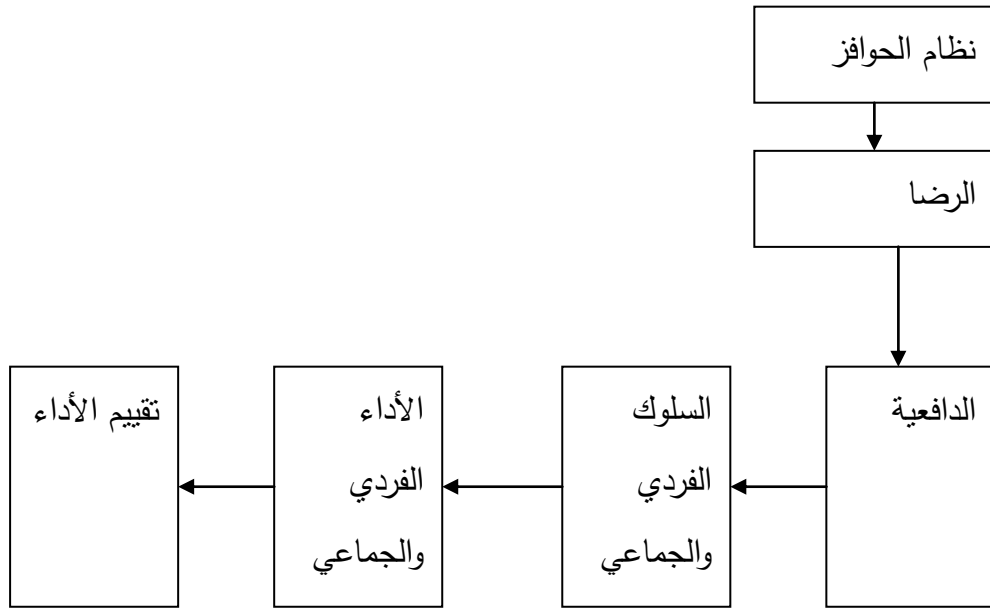 نظام الحوافز
الرضا
الدافعية
السلوك
الفردي
والجماعي
الأداء
الفردي
والجماعي
تقييم الأداء